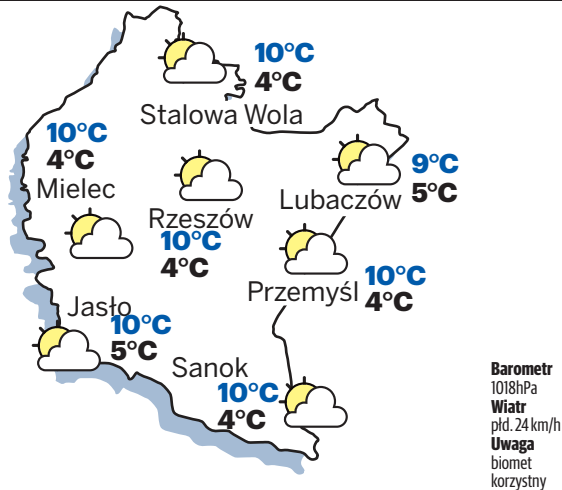 10°C
4°C
Stalowa Wola
10°C
4°C
Mielec
9°C
5°C
Lubaczów
Rzeszów
10°C
4°C
10°C
4°C
Przemyśl
Jasło
10°C
5°C
Sanok
10°C
4°C
Barometr
1018hPa
Wiatr
płd. 24 km/h
Uwaga
biomet
korzystny